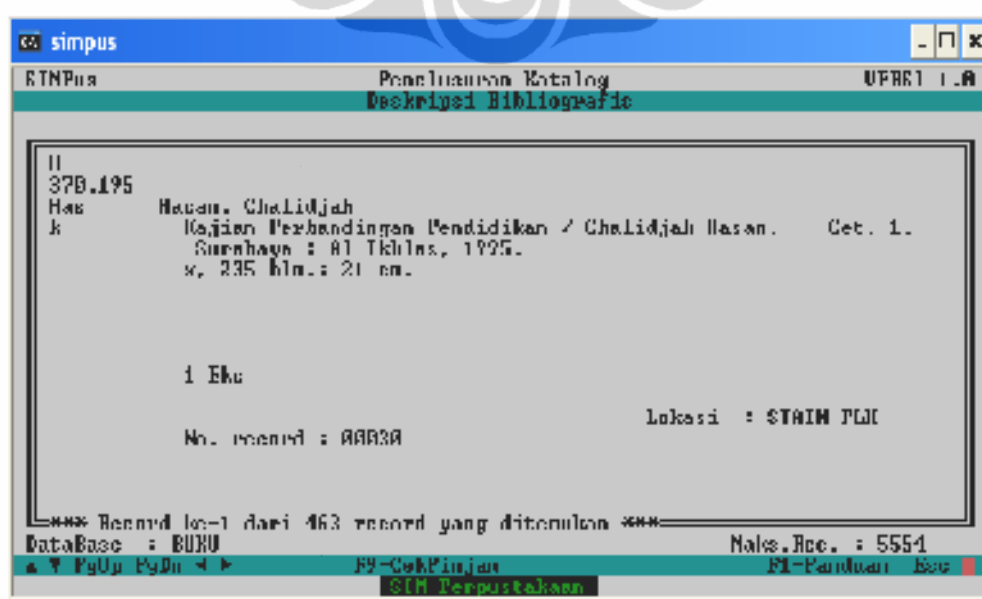 simpus
SIMPus Penelusuran Katalog VERSI 1.0
Deskripsi Bibliografis
370.195
Has Hasan, Chalidjah
k Kajian Perbandingan Pendidikan / Chalidjah Hasan. Cet. 1.
Surabaya : Al Ikhlas, 1995.
x, 235 hlm.; 21 cm.
1 Eks
Lokasi : STAIN
No. record : 00030
*** Record ke-1 dari 463 record yang ditemukan ***
DataBase : BUKU Maks.Rec. : 5554
▲ ▼ PgUp PgDn ◄ ► F9-CekPinjam F1-Panduan Esc
SIM Perpustakaan